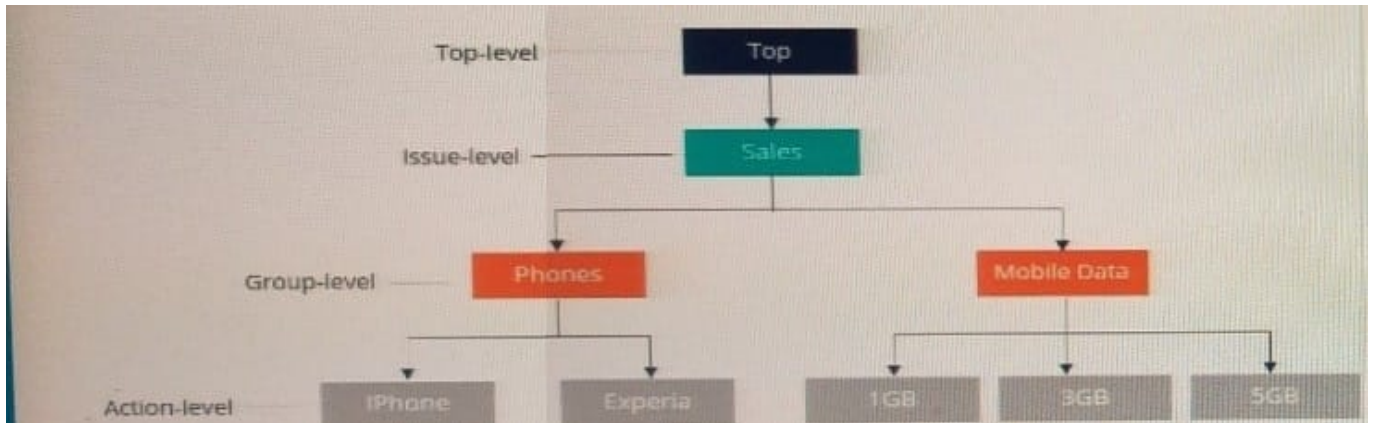 Top-level Top
Issue-level Sales
Group-level Phones Mobile Data
Action-level IPhone Experia 1GB 3GB 5GB